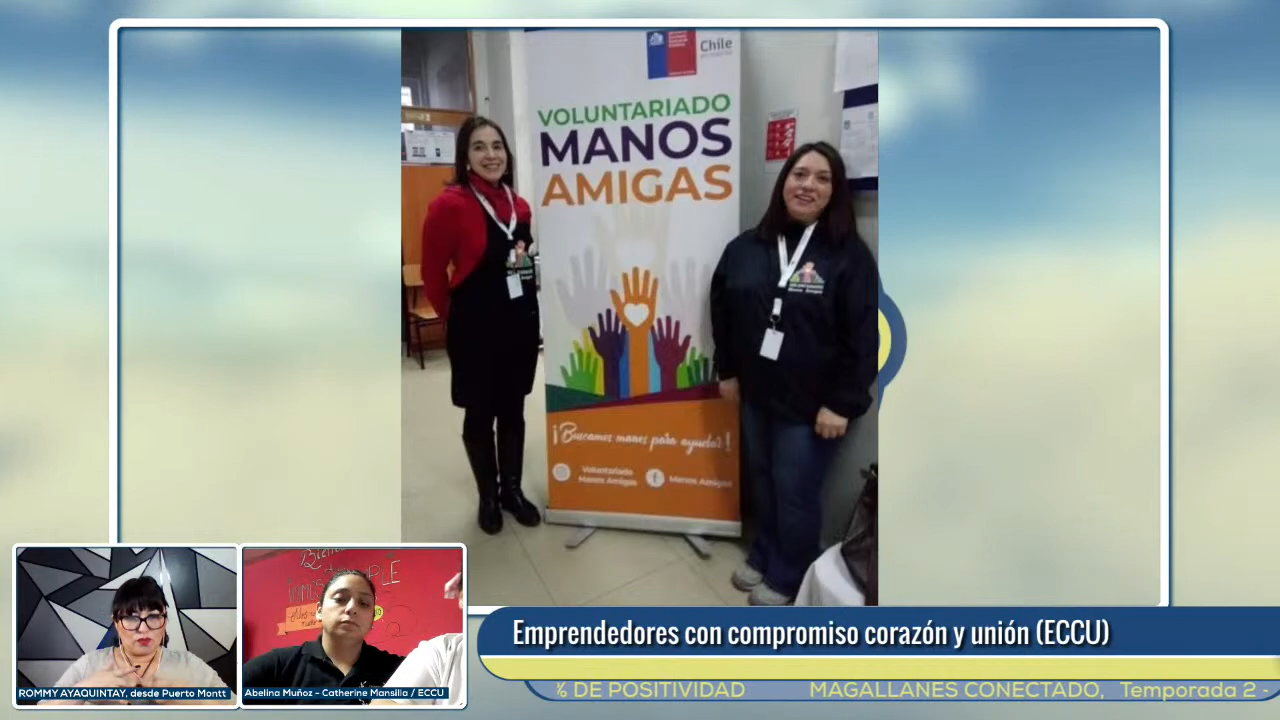 Chile
VOLUNTARIADO
MANOS
AMIGAS
¡Buscamos manos para ayudar!
Voluntariado
Manos Amigas
Manos Amigas
ROMMY AYAQUINTAY, desde Puerto Montt
Abelina Muñoz - Catherine Mansilla / ECCU
Emprendedores con compromiso corazón y unión (ECCU)
% DE POSITIVIDAD
MAGALLANES CONECTADO, Temporada 2 -